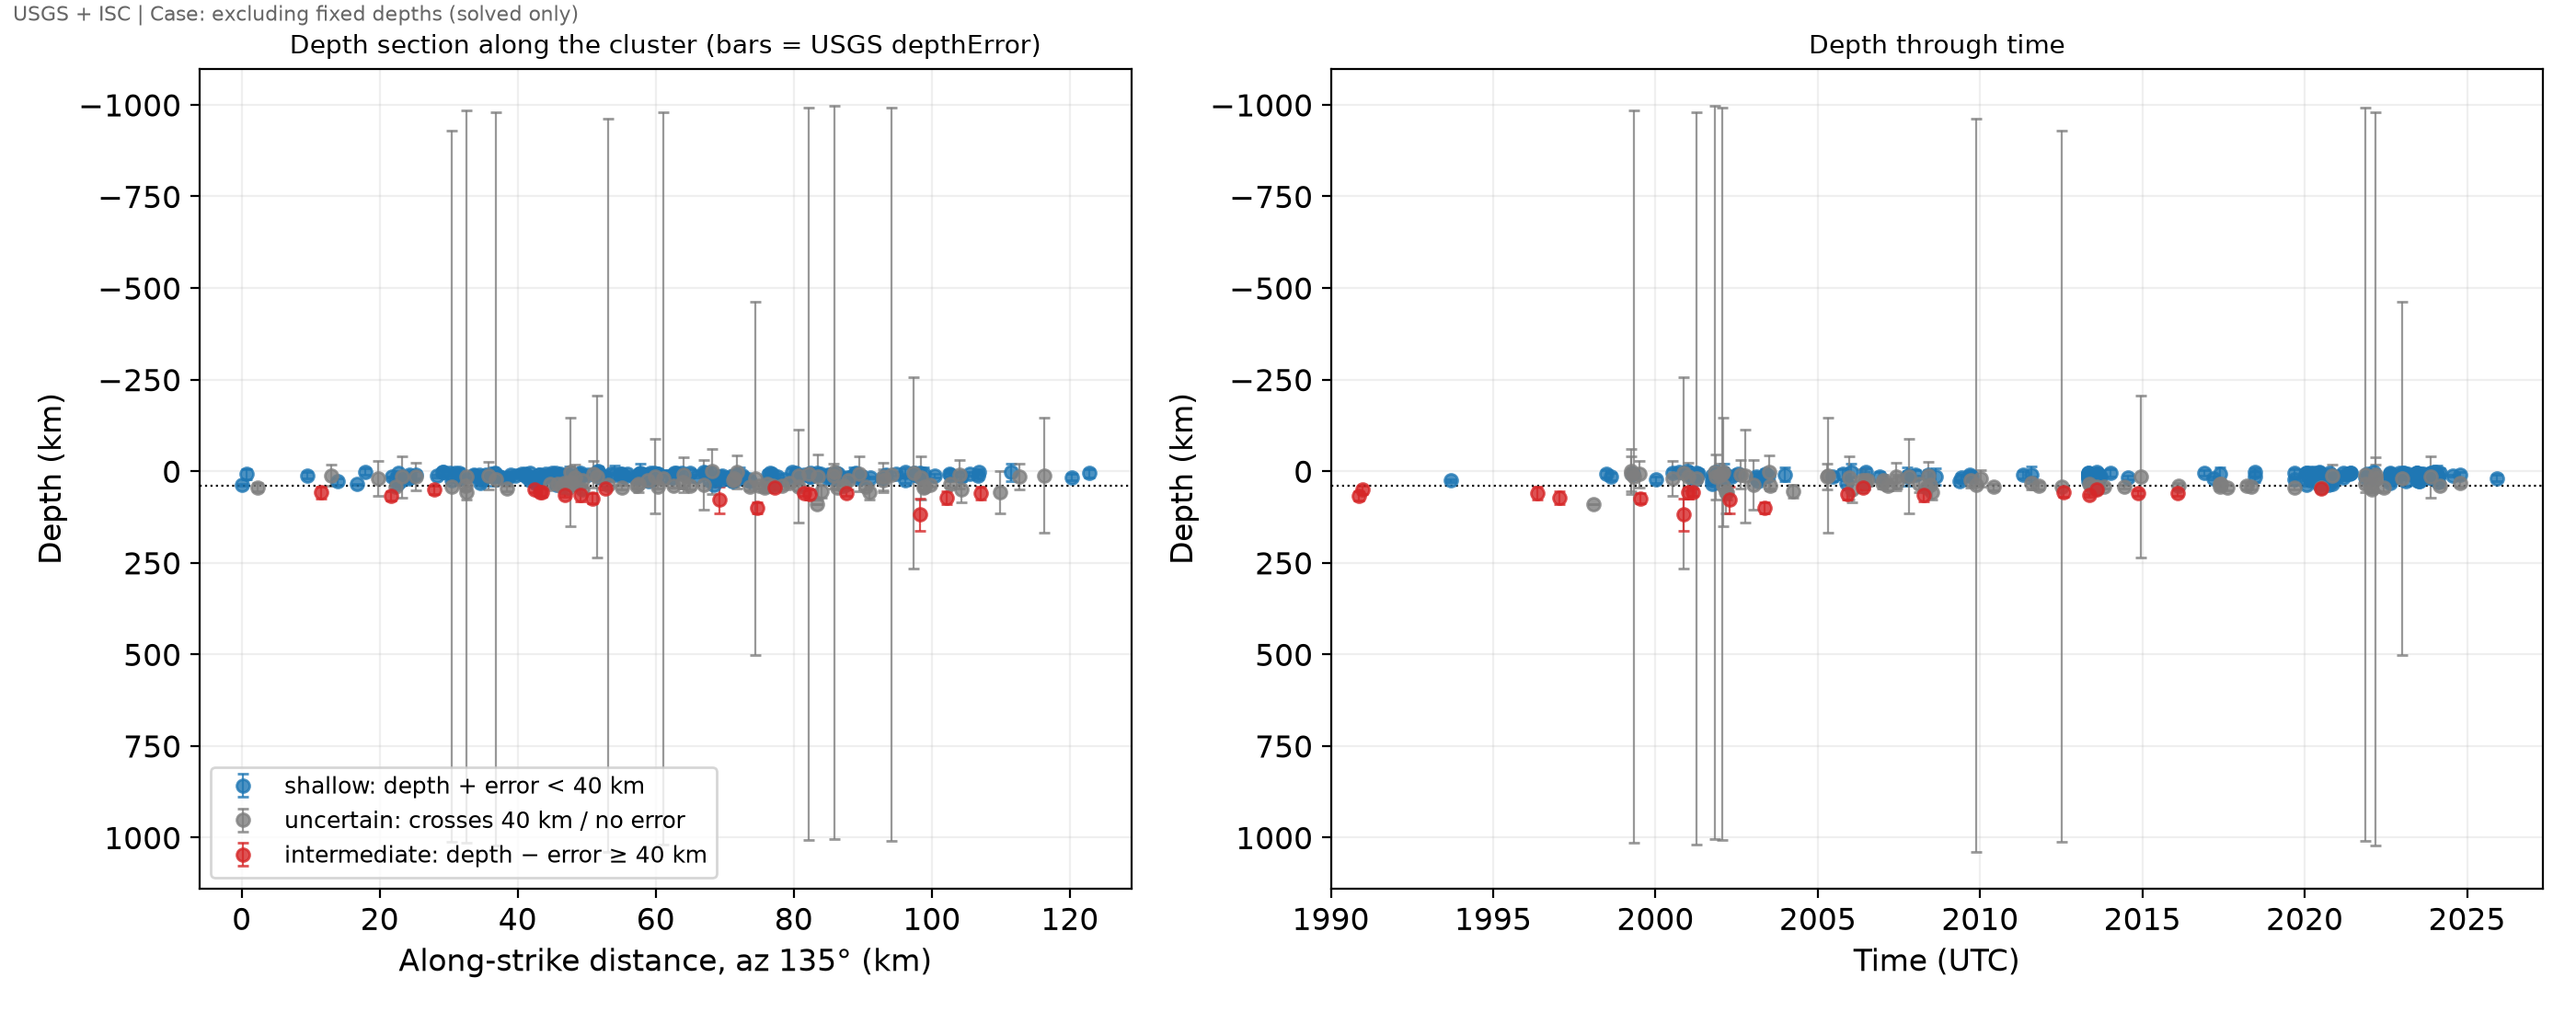 USGS + ISC | Case: excluding fixed depths (solved only)
Depth section along the cluster (bars = USGS depthError)
Depth (km)
−1000
−750
−500
−250
0
250
500
750
1000
shallow: depth + error < 40 km
uncertain: crosses 40 km / no error
intermediate: depth − error ≥ 40 km
0 20 40 60 80 100 120
Along-strike distance, az 135° (km)
Depth through time
Depth (km)
−1000
−750
−500
−250
0
250
500
750
1000
1990 1995 2000 2005 2010 2015 2020 2025
Time (UTC)